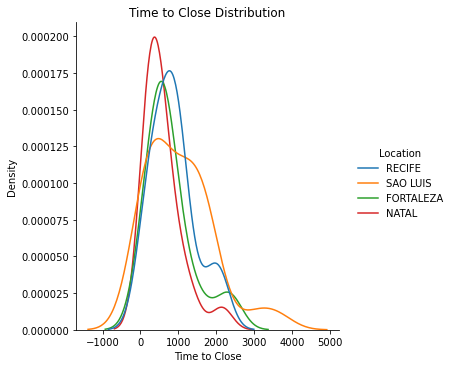 Time to Close Distribution
0.000200
0.000175
0.000150
0.000125
0.000100
0.000075
0.000050
0.000025
0.000000
Density
−1000 0 1000 2000 3000 4000 5000
Time to Close
Location
RECIFE
SAO LUIS
FORTALEZA
NATAL